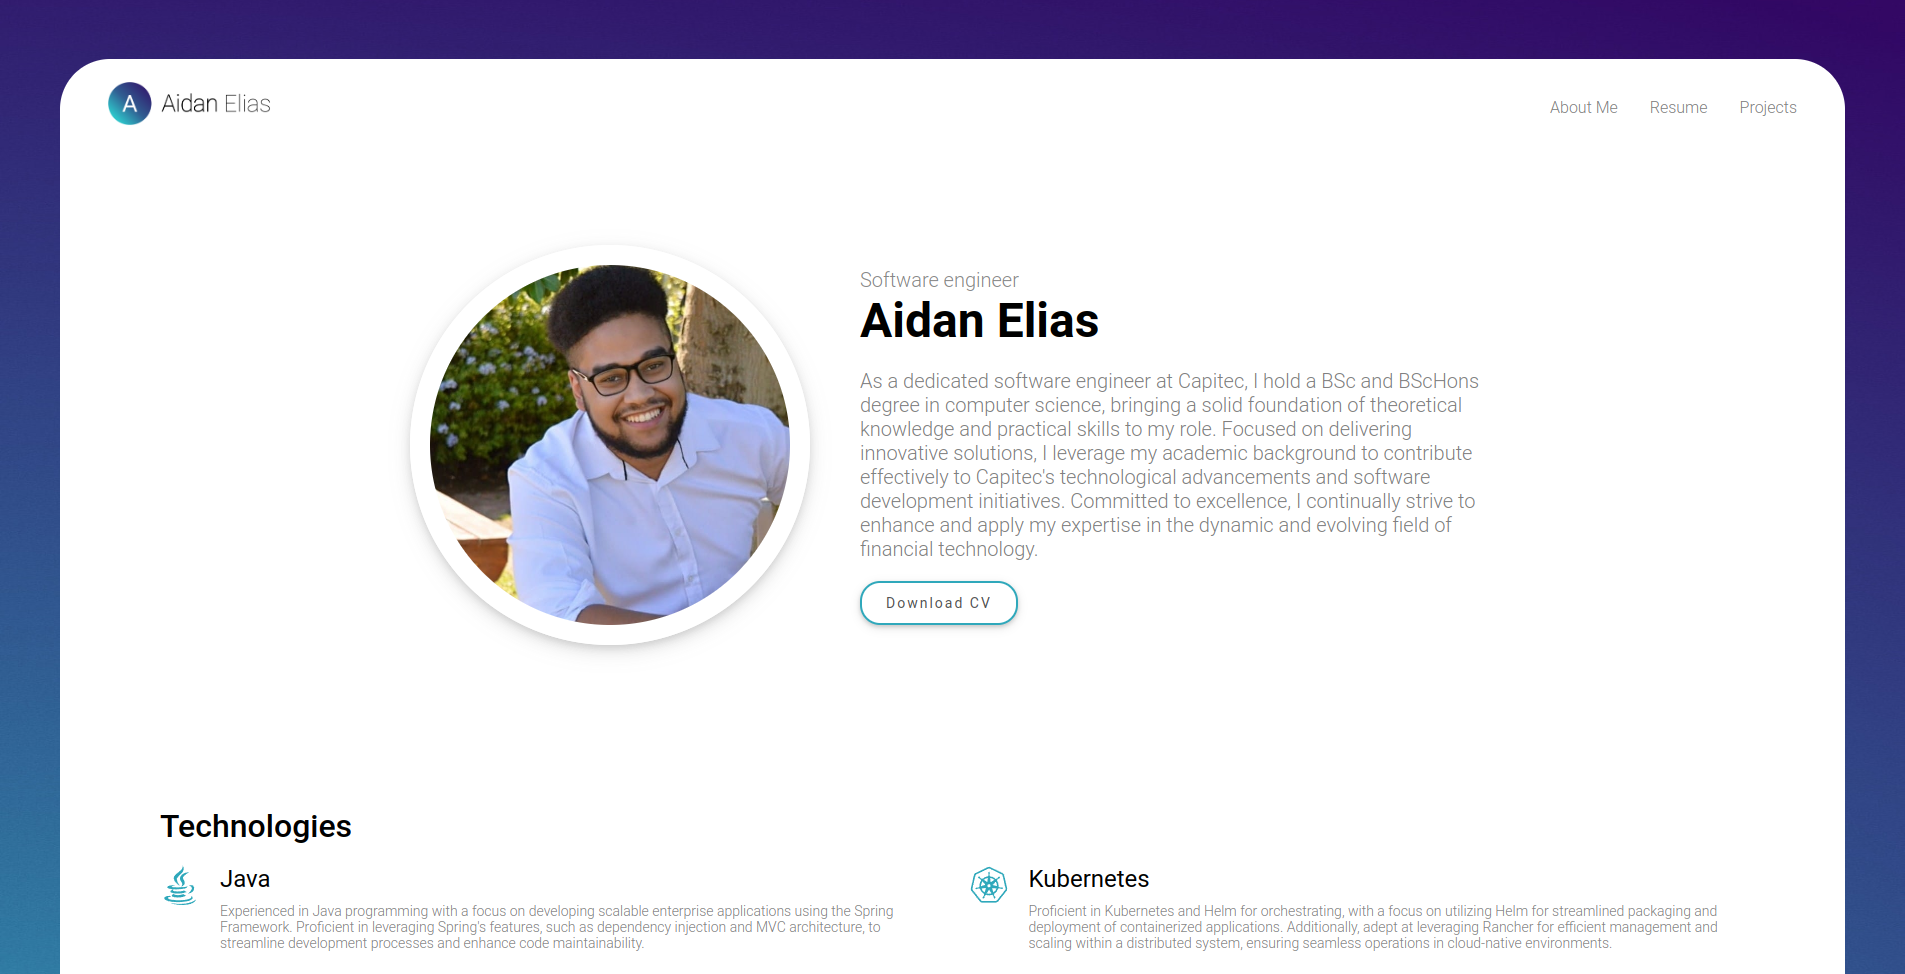 A Aidan Elias
About Me Resume Projects
Software engineer
Aidan Elias
As a dedicated software engineer at Capitec, I hold a BSc and BScHons
degree in computer science, bringing a solid foundation of theoretical
knowledge and practical skills to my role. Focused on delivering
innovative solutions, I leverage my academic background to contribute
effectively to Capitec's technological advancements and software
development initiatives. Committed to excellence, I continually strive to
enhance and apply my expertise in the dynamic and evolving field of
financial technology.
Download CV
Technologies
Java
Experienced in Java programming with a focus on developing scalable enterprise applications using the Spring
Framework. Proficient in leveraging Spring's features, such as dependency injection and MVC architecture, to
streamline development processes and enhance code maintainability.
Kubernetes
Proficient in Kubernetes and Helm for orchestrating, with a focus on utilizing Helm for streamlined packaging and
deployment of containerized applications. Additionally, adept at leveraging Rancher for efficient management and
scaling within a distributed system, ensuring seamless operations in cloud-native environments.